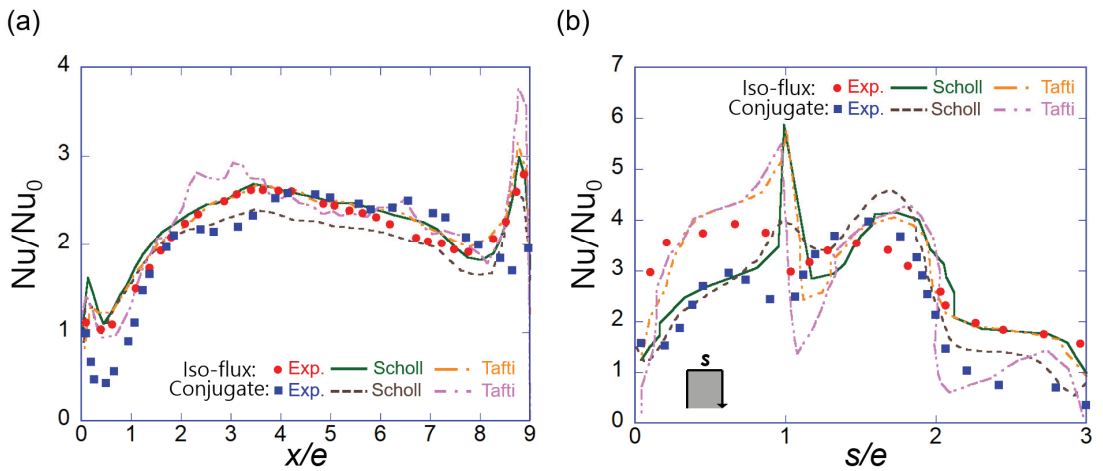 (a)
(b)
4
3
2
1
0
Nu/Nu0
Iso-flux: Exp. Scholl Tafti
Conjugate: Exp. Scholl Tafti
0 1 2 3 4 5 6 7 8 9
x/e
7
6
5
4
3
2
1
0
Nu/Nu0
Iso-flux: Exp. Scholl Tafti
Conjugate: Exp. Scholl Tafti
s
0 1 2 3
s/e